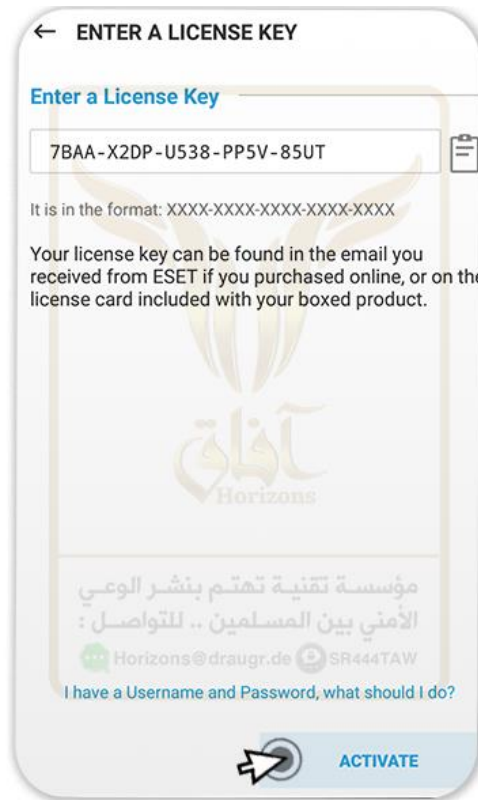 ← ENTER A LICENSE KEY
Enter a License Key
7BAA-X2DP-U538-PP5V-85UT
It is in the format: XXXX-XXXX-XXXX-XXXX-XXXX
Your license key can be found in the email you
received from ESET if you purchased online, or on the
license card included with your boxed product.
آفاق
Horizons
مؤسسة تقنية تهتم بنشر الوعي
الأمني بين المسلمين .. للتواصل :
Horizons@draugr.de SR444TAW
I have a Username and Password, what should I do?
ACTIVATE